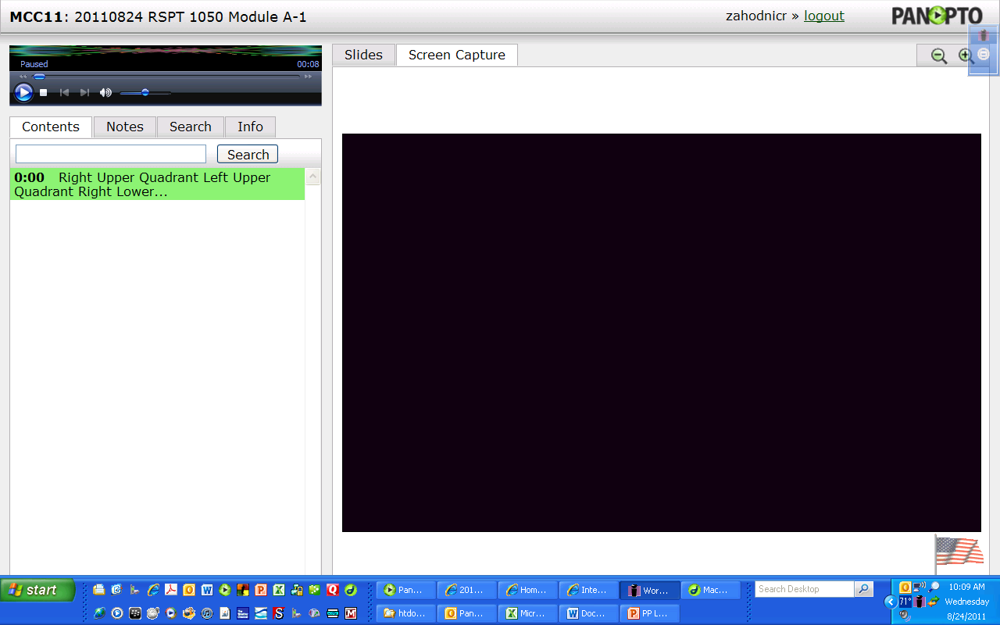 MCC11: 20110824 RSPT 1050 Module A-1
zahodnicr » logout
PANOPTO
Paused
00:08
Slides
Screen Capture
Contents
Notes
Search
Info
Search
0:00 Right Upper Quadrant Left Upper
Quadrant Right Lower...
start
Pan...
201...
Hom...
Inte...
Wor...
Mac...
Search Desktop
10:09 AM
htdo...
Pan...
Micr...
Doc...
PP L...
71°
Wednesday
8/24/2011